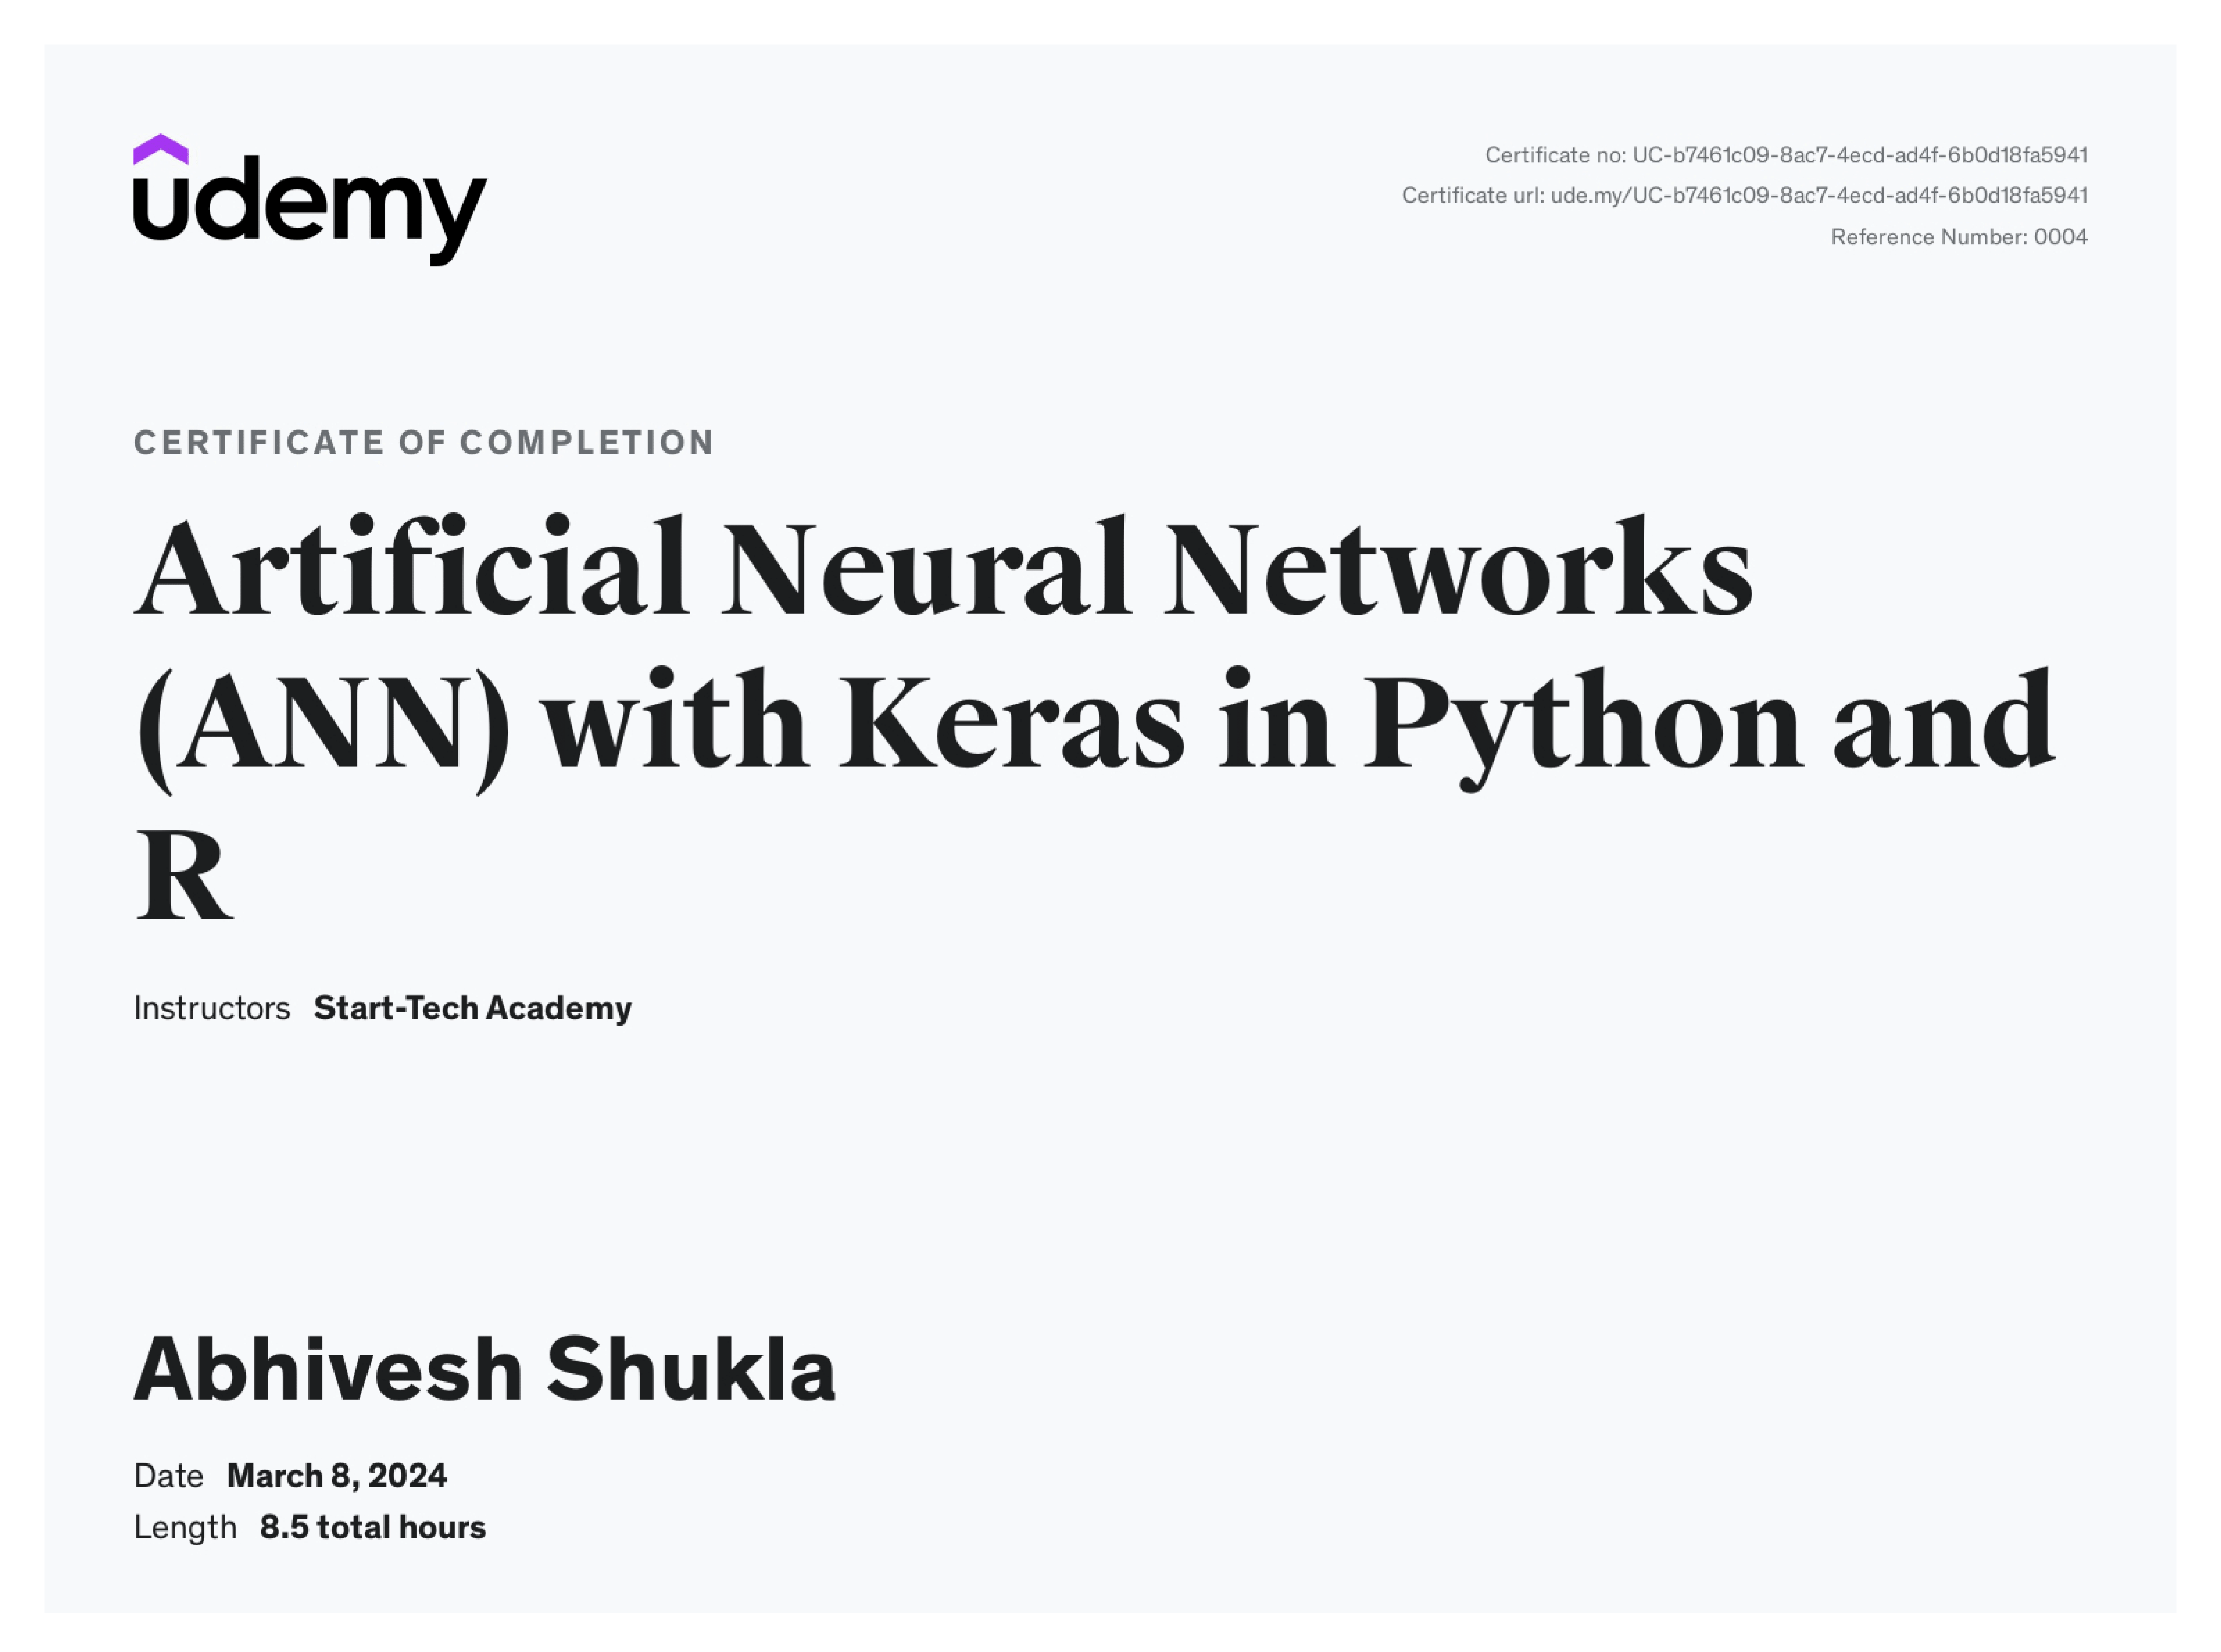 udemy
Certificate no: UC-b7461c09-8ac7-4ecd-ad4f-6b0d18fa5941
Certificate url: ude.my/UC-b7461c09-8ac7-4ecd-ad4f-6b0d18fa5941
Reference Number: 0004
CERTIFICATE OF COMPLETION
Artificial Neural Networks
(ANN) with Keras in Python and
R
Instructors Start-Tech Academy
Abhivesh Shukla
Date March 8, 2024
Length 8.5 total hours